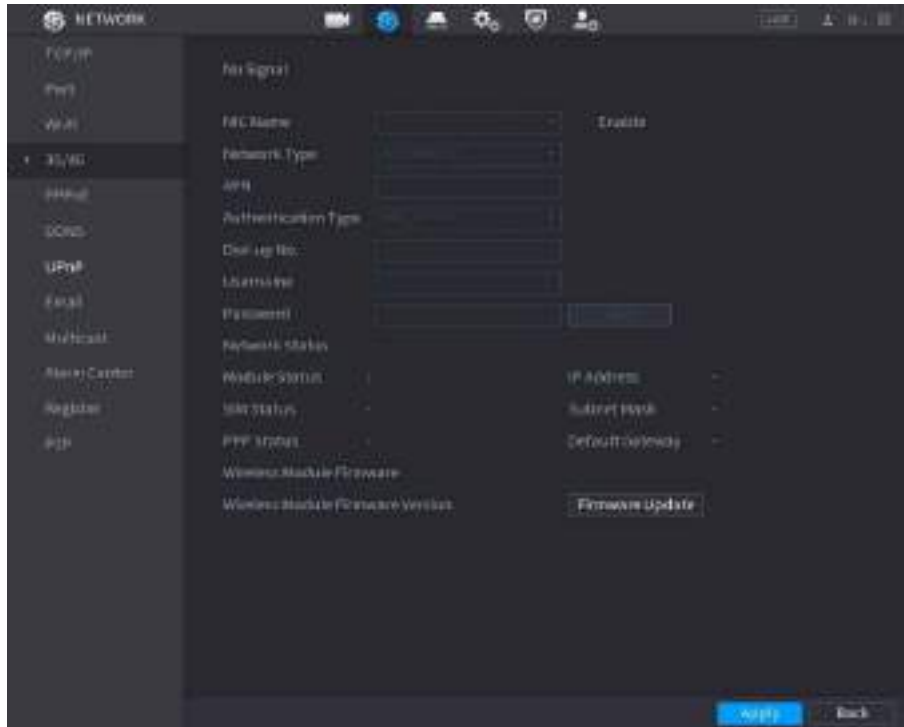 NETWORK
LIVE
TCP/IP
Port
Wi-Fi
3G/4G
PPPoE
DDNS
UPnP
Email
Multicast
Alarm Center
Register
P2P
No Signal
NIC Name
Enable
Network Type
APN
Authentication Type
Dial-up No.
Username
Password
Network Status
Module Status
IP Address
SIM Status
Subnet Mask
PPP Status
Default Gateway
Wireless Module Firmware
Wireless Module Firmware Version
Firmware Update
Apply
Back